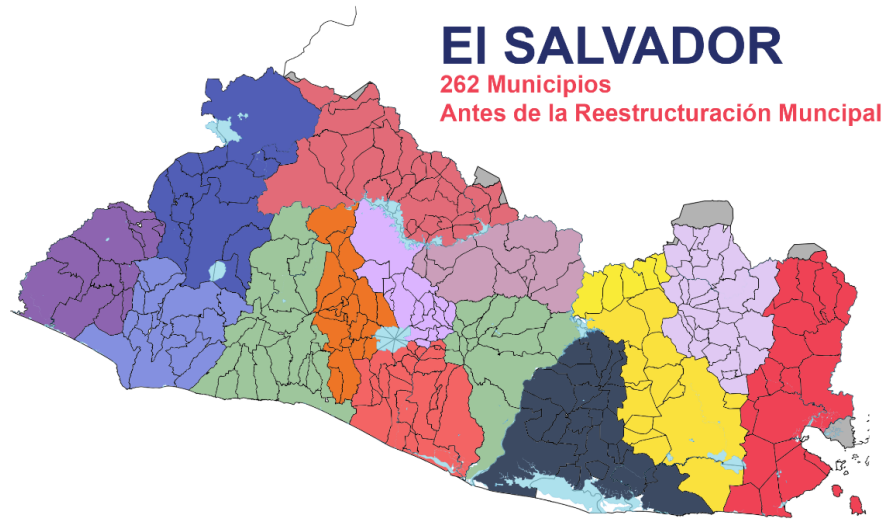 El SALVADOR
262 Municipios
Antes de la Reestructuración Muncipal